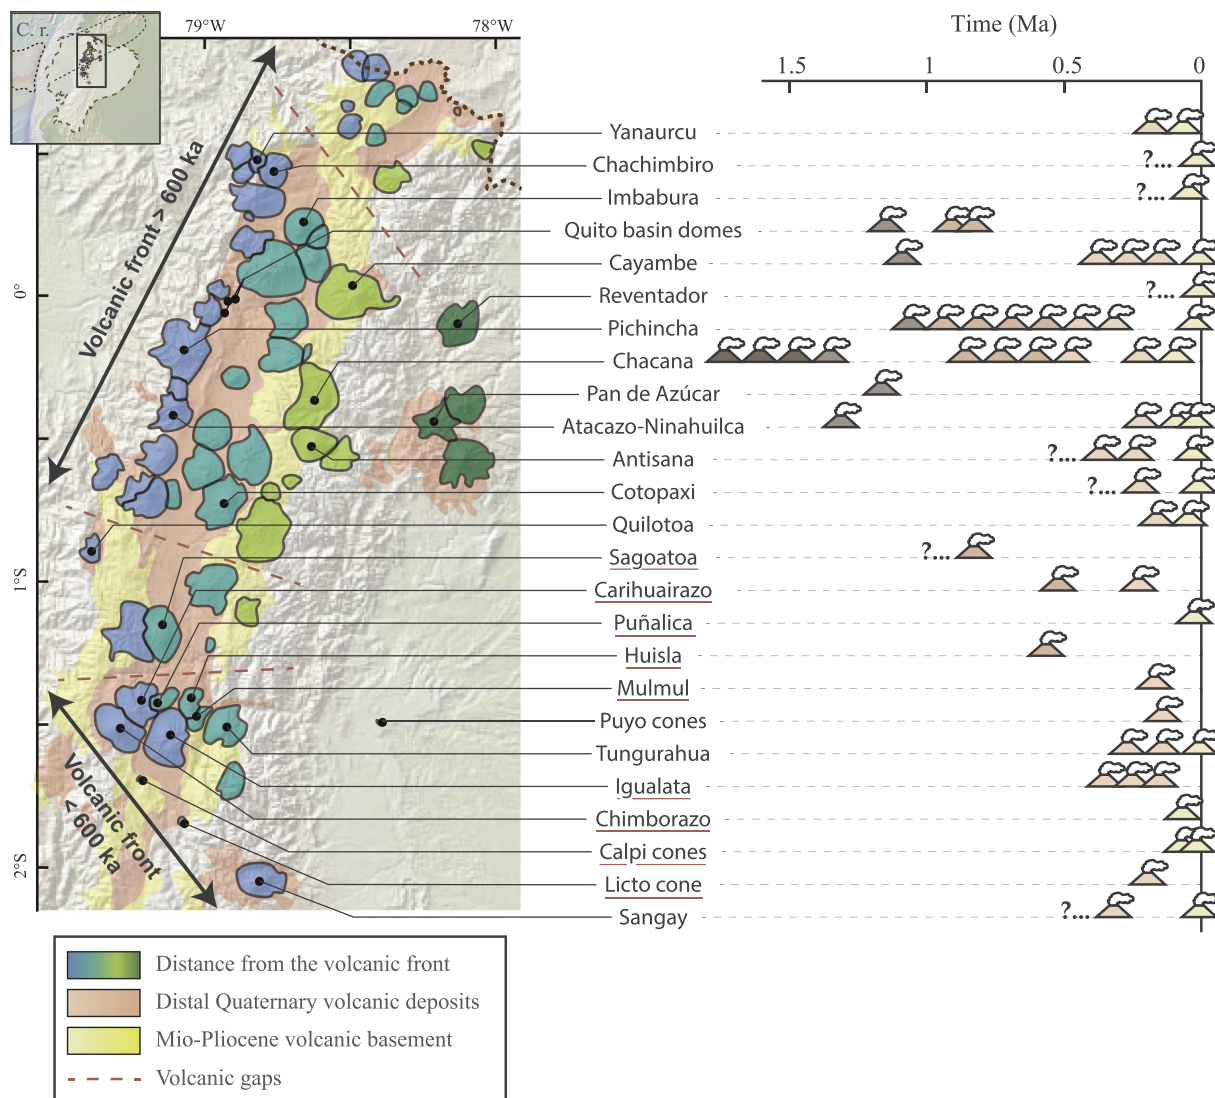 C. r.
79°W
78°W
Time (Ma)
1.5
1
0.5
0
0°
1°S
2°S
Volcanic front > 600 ka
Volcanic front
< 600 ka
Yanaurcu
Chachimbiro
?...
Imbabura
?...
Quito basin domes
Cayambe
Reventador
?...
Pichincha
Chacana
Pan de Azúcar
Atacazo-Ninahuilca
Antisana
?...
Cotopaxi
?...
Quilotoa
Sagoatoa
?...
Carihuairazo
Puñalica
Huisla
Mulmul
Puyo cones
Tungurahua
Igualata
Chimborazo
Calpi cones
Licto cone
Sangay
?...
Distance from the volcanic front
Distal Quaternary volcanic deposits
Mio-Pliocene volcanic basement
Volcanic gaps